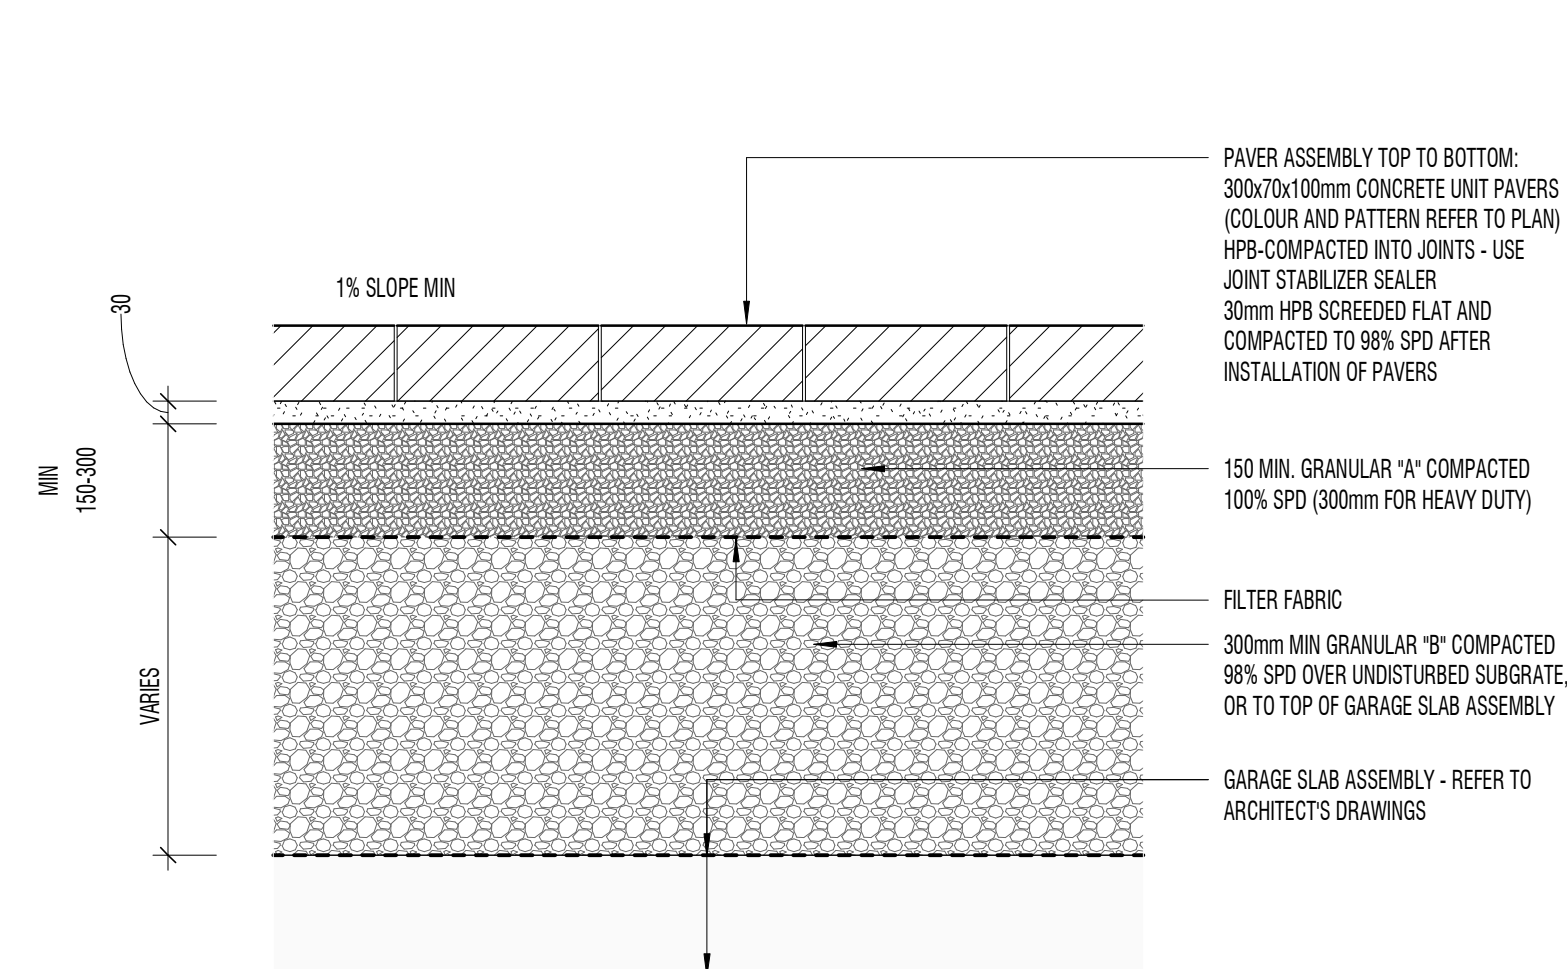 PAVER ASSEMBLY TOP TO BOTTOM:
300x70x100mm CONCRETE UNIT PAVERS
(COLOUR AND PATTERN REFER TO PLAN)
HPB-COMPACTED INTO JOINTS - USE
JOINT STABILIZER SEALER
30mm HPB SCREEDED FLAT AND
COMPACTED TO 98% SPD AFTER
INSTALLATION OF PAVERS
1% SLOPE MIN
30
MIN
150-300
150 MIN. GRANULAR "A" COMPACTED
100% SPD (300mm FOR HEAVY DUTY)
FILTER FABRIC
300mm MIN GRANULAR "B" COMPACTED
98% SPD OVER UNDISTURBED SUBGRATE,
OR TO TOP OF GARAGE SLAB ASSEMBLY
VARIES
GARAGE SLAB ASSEMBLY - REFER TO
ARCHITECT'S DRAWINGS